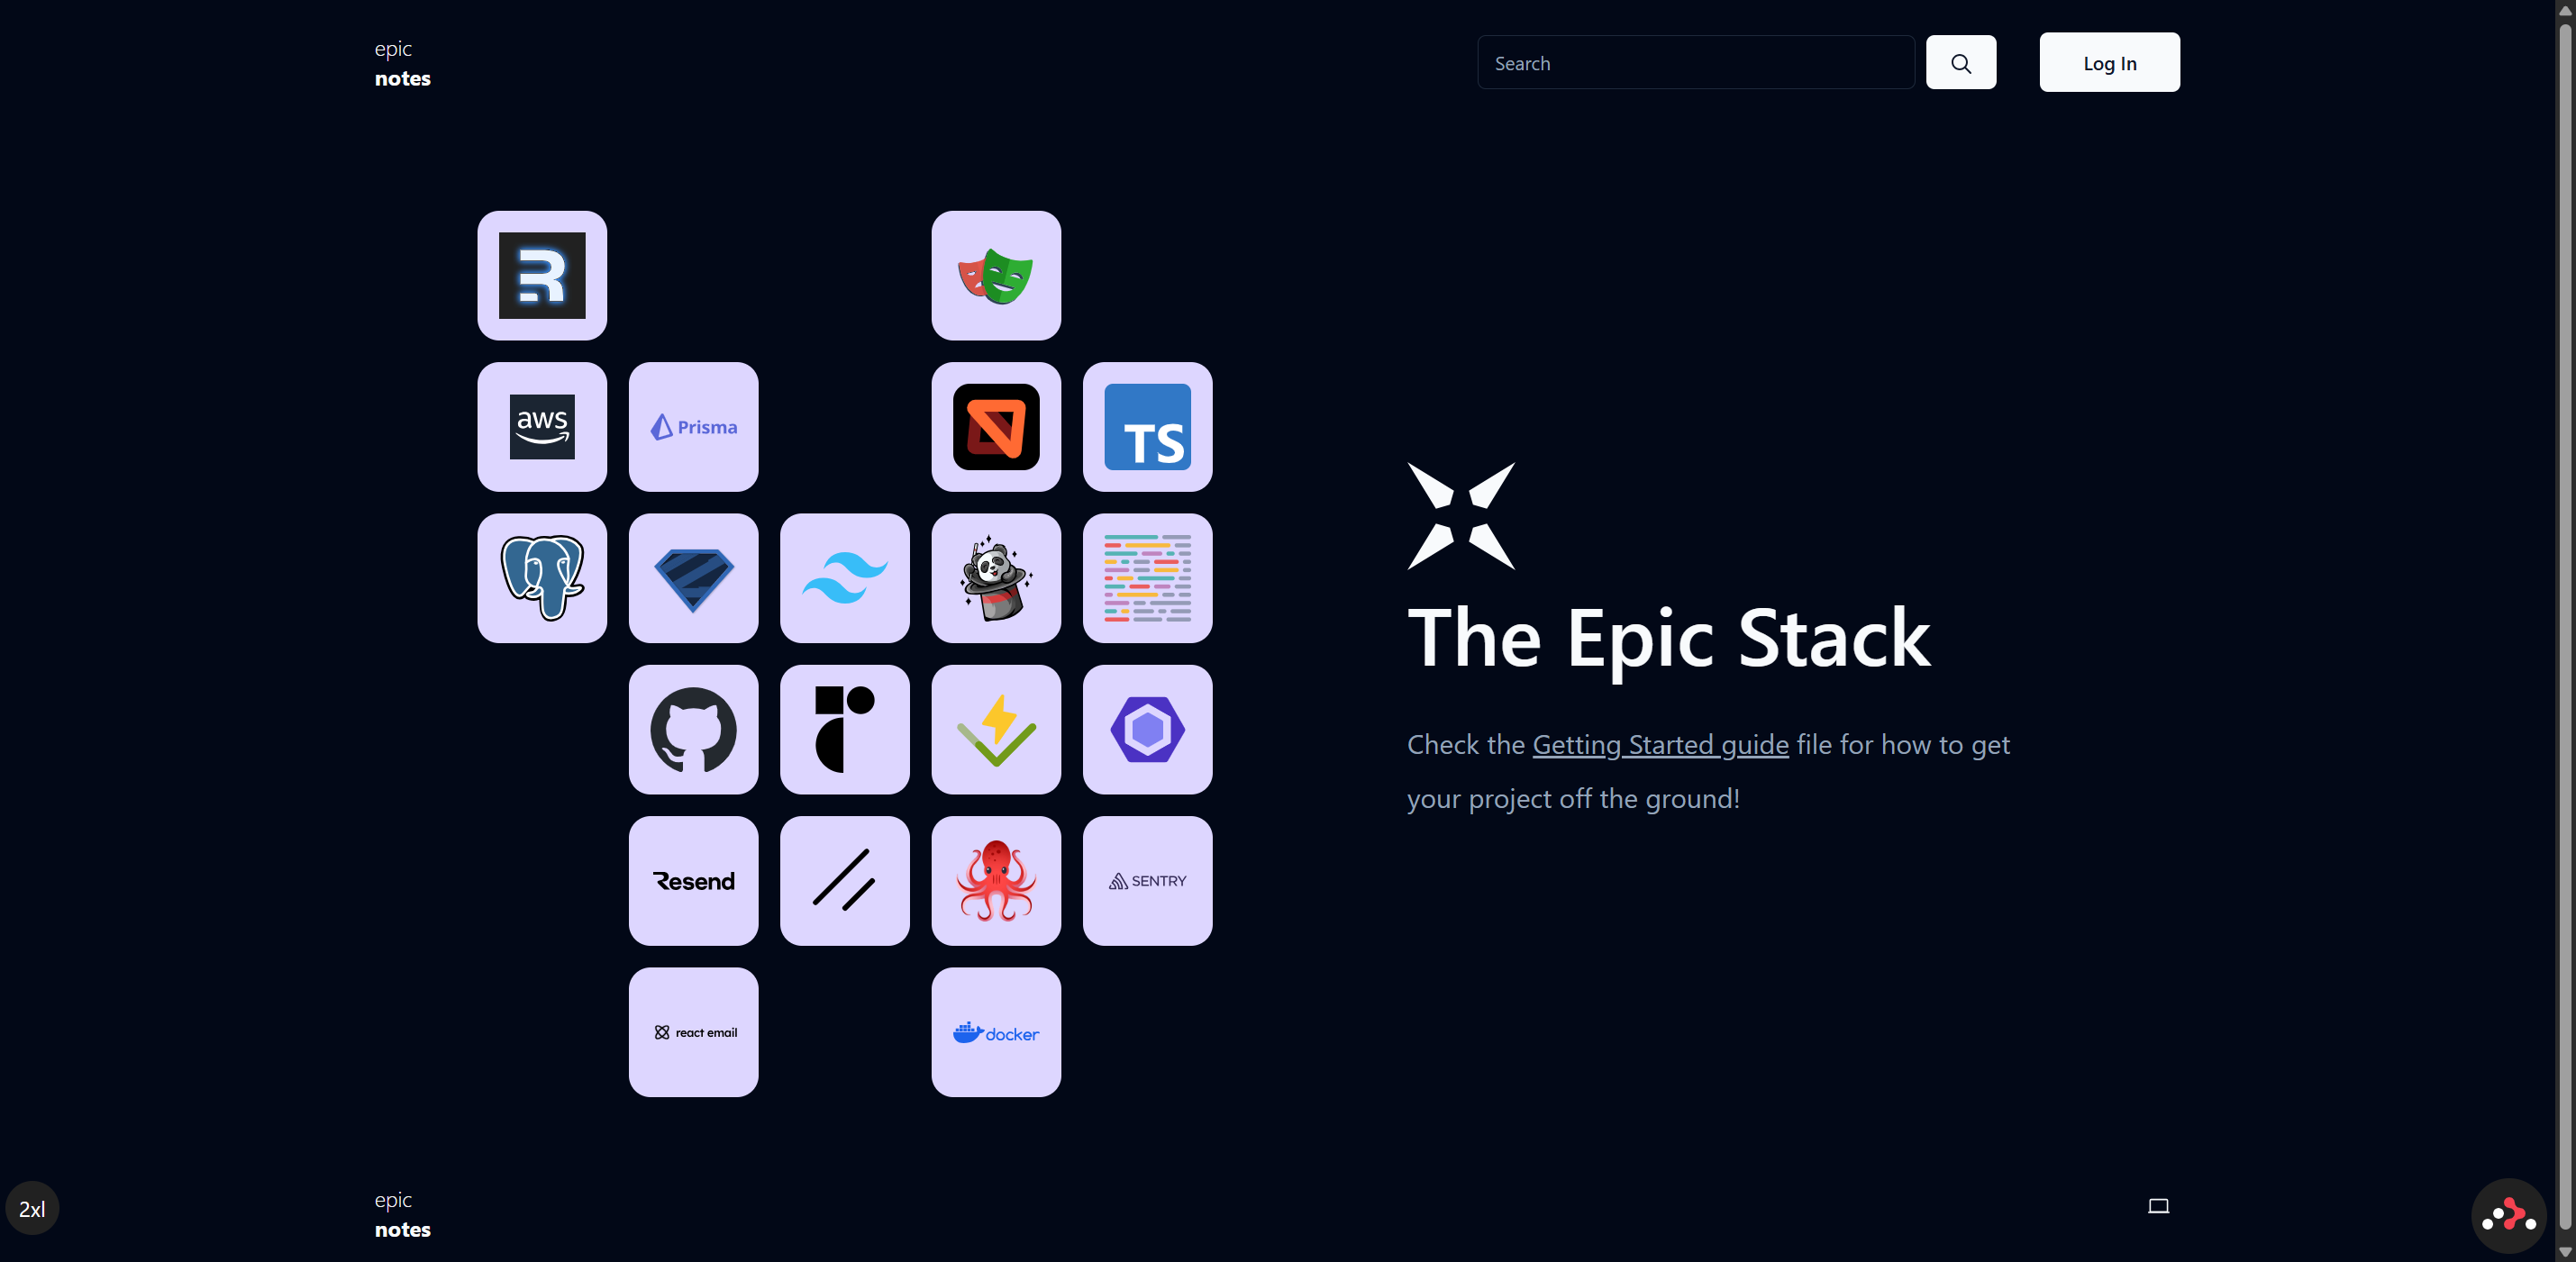 epic
notes
Search
Log In
R
aws
Prisma
TS
Resend
SENTRY
react email
docker
The Epic Stack
Check the Getting Started guide file for how to get
your project off the ground!
2xl
epic
notes